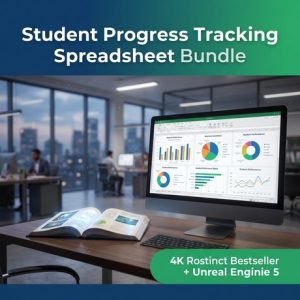 Student Progress Tracking
Spreadsheet Bundle
4K Rostinct Bestseller
+ Unreal Enginie 5